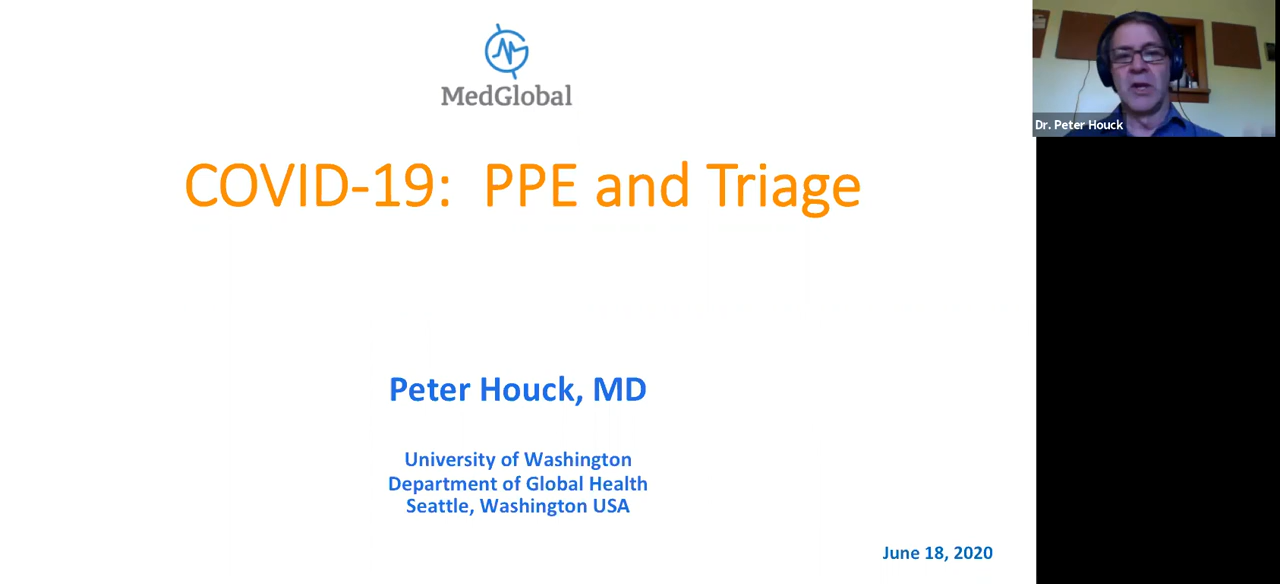 MedGlobal
Dr. Peter Houck
COVID-19:  PPE and Triage
Peter Houck, MD
University of Washington
Department of Global Health
Seattle, Washington USA
June 18, 2020